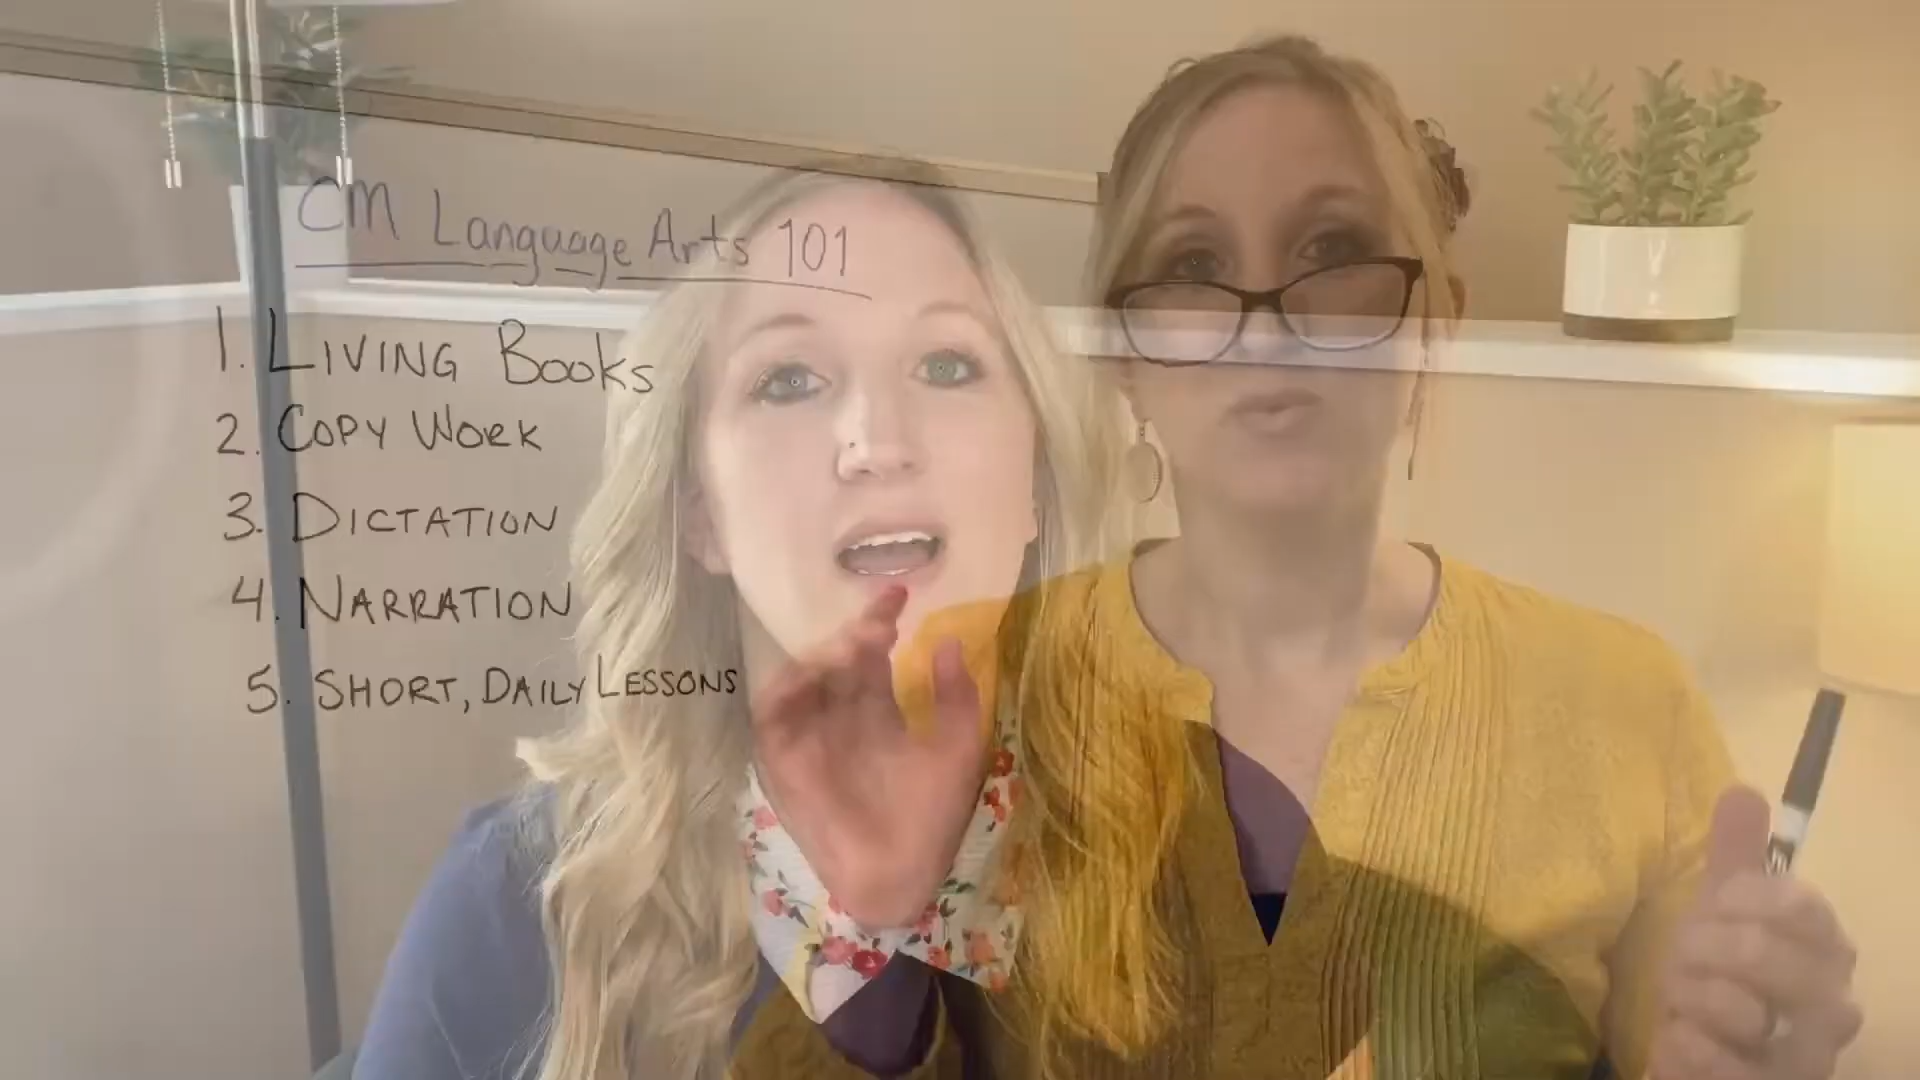 CM Language Arts 101
1. LIVING BOOKS
2. COPY WORK
3. DICTATION
4. NARRATION
5. SHORT, DAILY LESSONS